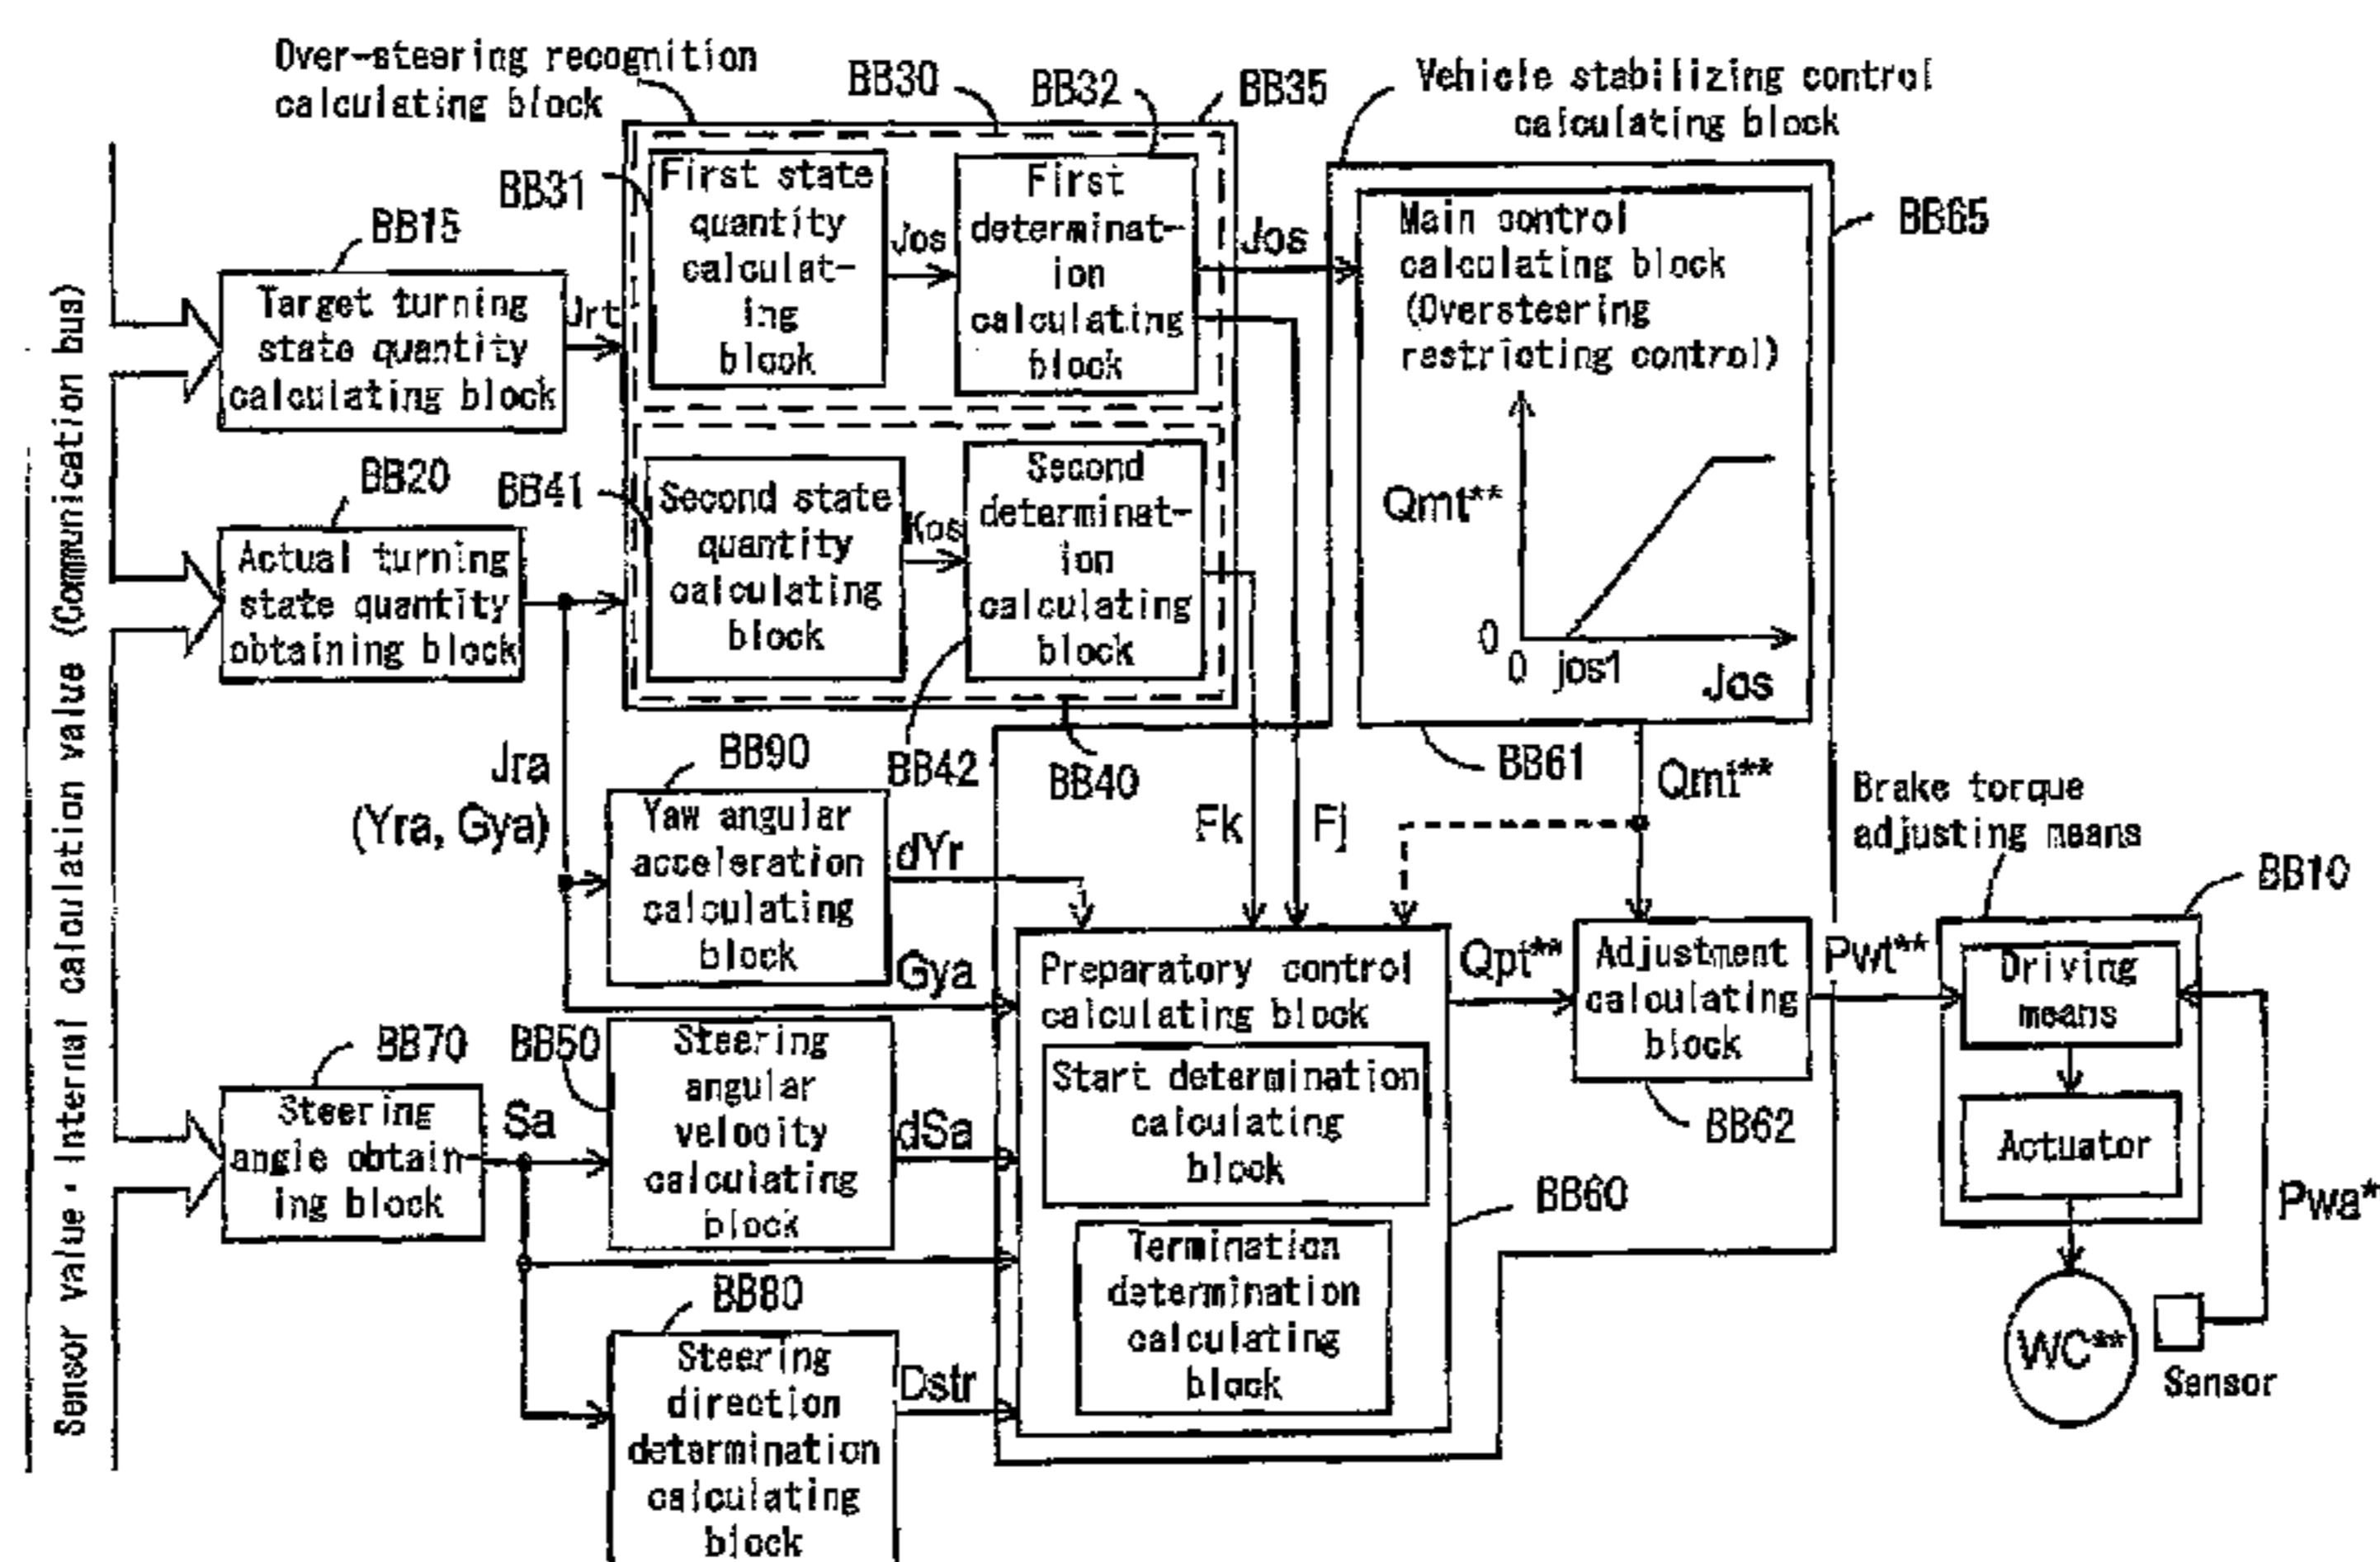 Over-steering recognition
calculating block
BB30
BB32
BB35
Vehicle stabilizing control
calculating block
Sensor value・Internal calculation value (Communication bus)
BB31
First state
quantity
calculat-
ing
block
Jos
First
determinat-
ion
calculating
block
Jos
Main control
calculating block
(Oversteering
restricting control)
Qmt**
0
0
jos1
Jos
BB65
BB15
Target turning
state quantity
calculating block
Jrt
BB20
Actual turning
state quantity
obtaining block
BB41
Second state
quantity
calculating
block
Kos
Second
determinat-
ion
calculating
block
BB42
BB40
BB61
Qmt**
Jra
(Yra, Gya)
BB90
Yaw angular
acceleration
calculating
block
dYr
Gya
Fk
Fj
Brake torque
adjusting means
BB10
Preparatory control
calculating block
Start determination
calculating
block
Termination
determination
calculating
block
BB60
Qpt**
Adjustment
calculating
block
BB62
Pwt**
Driving
means
Actuator
WC**
Sensor
Pwa*
BB70
Steering
angle obtain-
ing block
Sa
BB50
Steering
angular
velocity
calculating
block
dSa
BB80
Steering
direction
determination
calculating
block
Dstr